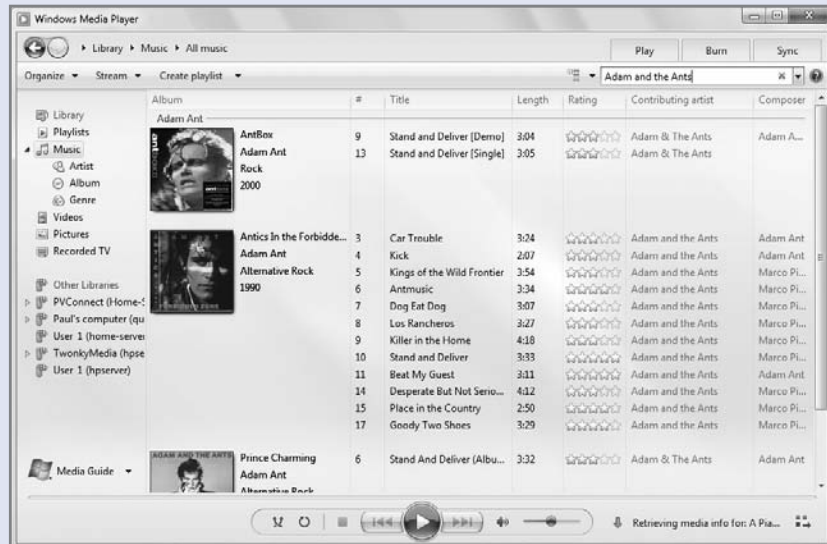 Windows Media Player
Library ▸ Music ▸ All music
Play Burn Sync
Organize Stream Create playlist Adam and the Ants
Album # Title Length Rating Contributing artist Composer
Library
Playlists
Music
Artist
Album
Genre
Videos
Pictures
Recorded TV
Other Libraries
PVConnect (Home-S
Paul's computer (qu
User 1 (home-server
TwonkyMedia (hpse
User 1 (hpserver)
Media Guide
Adam Ant
AntBox
Adam Ant
Rock
2000
9 Stand and Deliver [Demo] 3:04 Adam & The Ants Adam A...
13 Stand and Deliver [Single] 3:05 Adam & The Ants
Antics In the Forbidde...
Adam Ant
Alternative Rock
1990
3 Car Trouble 3:24 Adam and the Ants Adam Ant
4 Kick 2:07 Adam and the Ants Adam Ant
5 Kings of the Wild Frontier 3:54 Adam and the Ants Marco Pi...
6 Antmusic 3:34 Adam and the Ants Marco Pi...
7 Dog Eat Dog 3:07 Adam and the Ants Marco Pi...
8 Los Rancheros 3:27 Adam and the Ants Marco Pi...
9 Killer in the Home 4:18 Adam and the Ants Marco Pi...
10 Stand and Deliver 3:33 Adam and the Ants Marco Pi...
11 Beat My Guest 3:11 Adam and the Ants Adam Ant
14 Desperate But Not Serio... 4:12 Adam and the Ants Marco Pi...
15 Place in the Country 2:50 Adam and the Ants Marco Pi...
17 Goody Two Shoes 3:29 Adam and the Ants Marco Pi...
ADAM AND THE ANTS
Prince Charming
Adam Ant
Alternative Rock
6 Stand And Deliver (Albu... 3:32 Adam & The Ants Adam Ant
Retrieving media info for: A Pia...